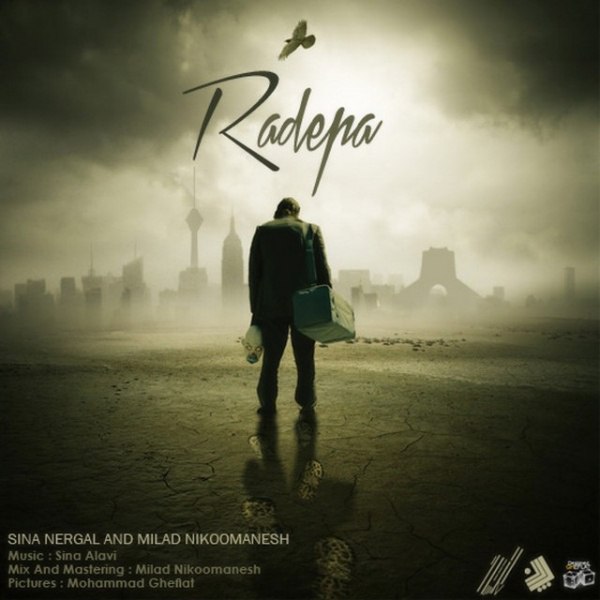 Radepa
SINA NERGAL AND MILAD NIKOOMANESH
Music : Sina Alavi
Mix And Mastering : Milad Nikoomanesh
Pictures : Mohammad Gheflat